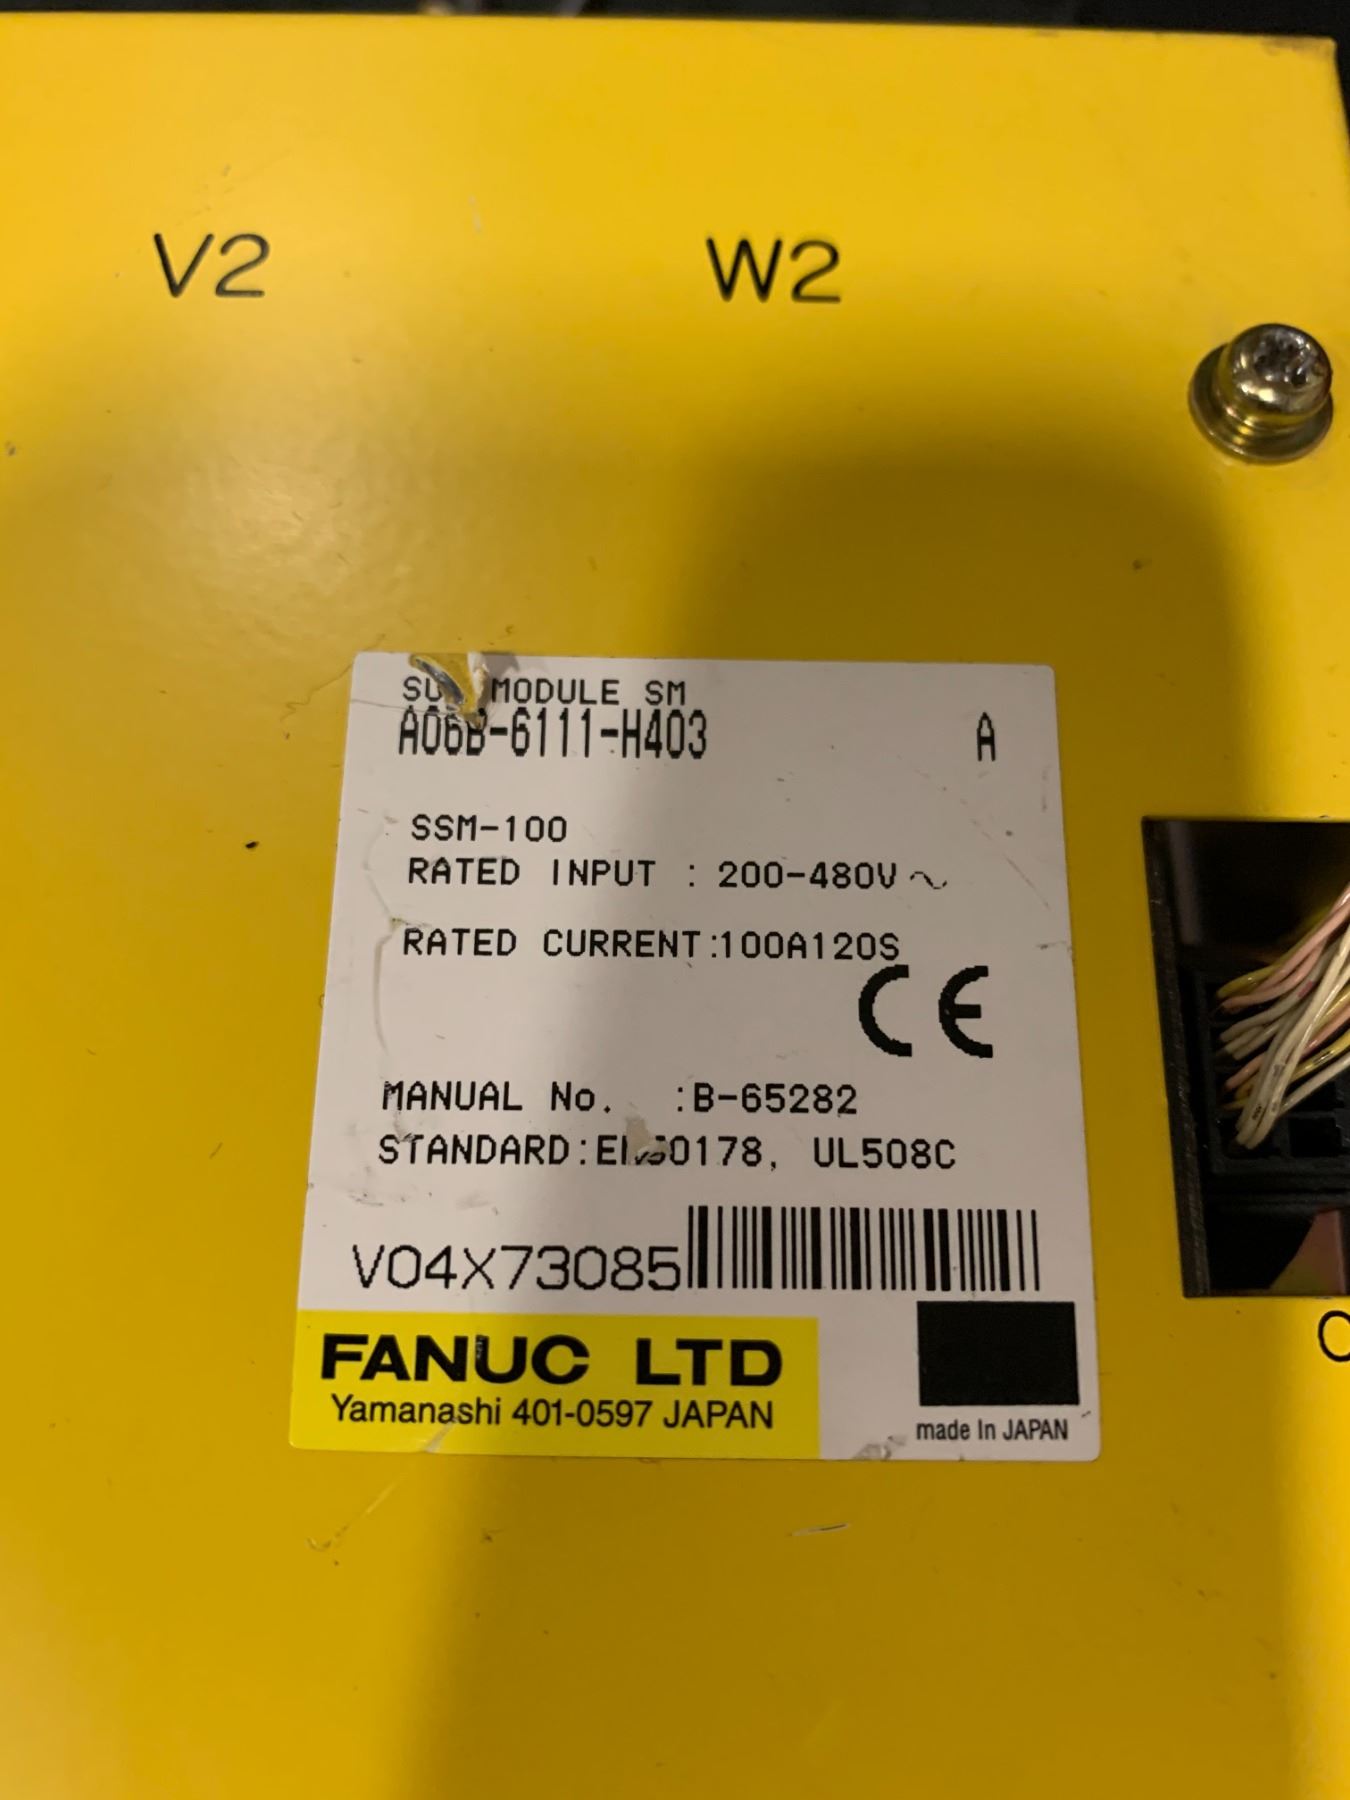 V2 W2
MODULE SM
A06B-6111-H403 A
SSM-100
RATED INPUT : 200-480V~
RATED CURRENT:100A120S
CE
MANUAL No. :B-65282
STANDARD: UL508C
V04X73085
FANUC LTD
Yamanashi 401-0597 JAPAN
made In JAPAN